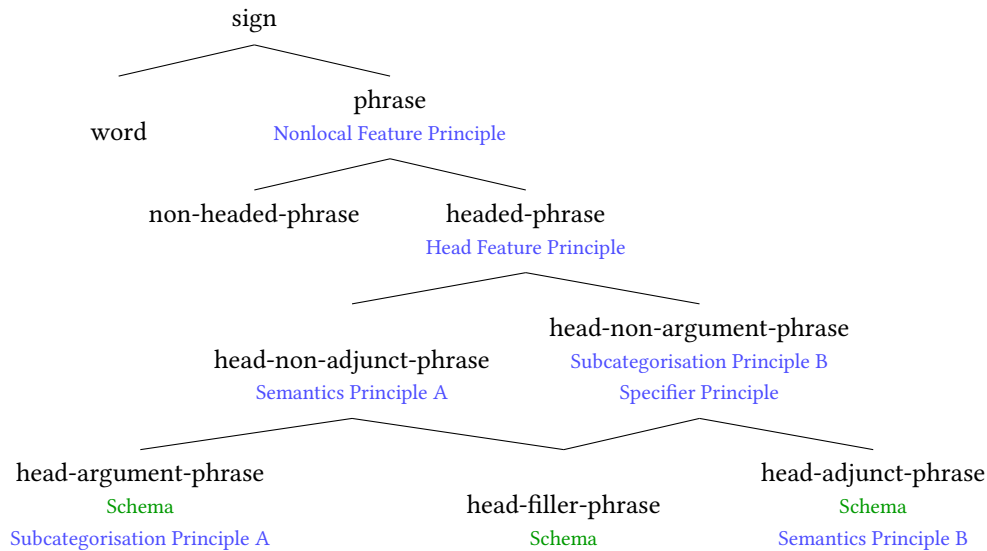 sign
word
phrase
Nonlocal Feature Principle
non-headed-phrase
headed-phrase
Head Feature Principle
head-non-adjunct-phrase
Semantics Principle A
head-non-argument-phrase
Subcategorisation Principle B
Specifier Principle
head-argument-phrase
Schema
Subcategorisation Principle A
head-filler-phrase
Schema
head-adjunct-phrase
Schema
Semantics Principle B